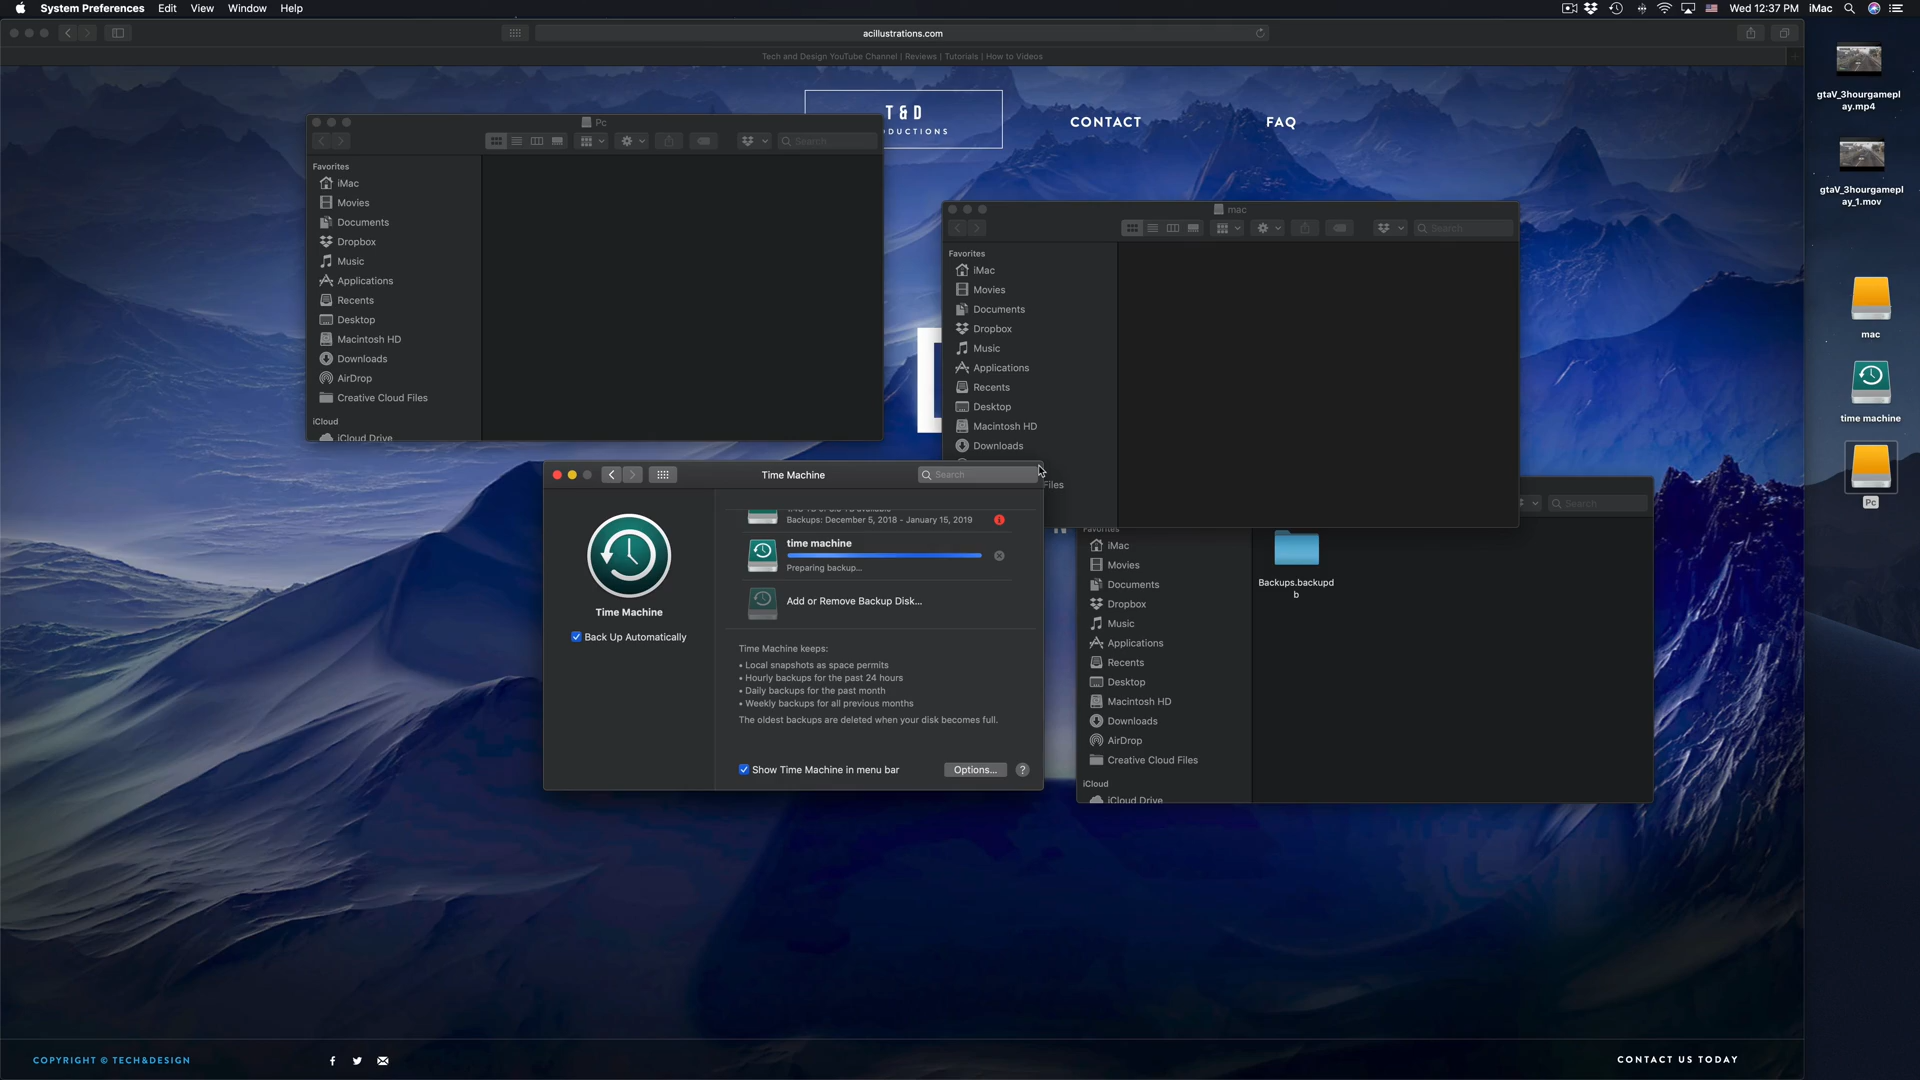 System Preferences Edit View Window Help
Wed 12:37 PM iMac
acillustrations.com
Tech and Design YouTube Channel | Reviews | Tutorials | How to Videos
T & D
CONTACT
FAQ
gtaV_3hourgamepl
ay.mp4
gtaV_3hourgamepl
ay_1.mov
mac
time machine
Pc
Pc
Search
Favorites
iMac
Movies
Documents
Dropbox
Music
Applications
Recents
Desktop
Macintosh HD
Downloads
AirDrop
Creative Cloud Files
iCloud
iCloud Drive
mac
Search
Favorites
iMac
Movies
Documents
Dropbox
Music
Applications
Recents
Desktop
Macintosh HD
Downloads
Files
Time Machine
Search
Time Machine
Back Up Automatically
Backups: December 5, 2018 - January 15, 2019
time machine
Preparing backup...
Add or Remove Backup Disk...
Time Machine keeps:
• Local snapshots as space permits
• Hourly backups for the past 24 hours
• Daily backups for the past month
• Weekly backups for all previous months
The oldest backups are deleted when your disk becomes full.
Show Time Machine in menu bar
Options...
?
Search
Favorites
iMac
Movies
Documents
Dropbox
Music
Applications
Recents
Desktop
Macintosh HD
Downloads
AirDrop
Creative Cloud Files
iCloud
iCloud Drive
Backups.backupd
b
COPYRIGHT © TECH&DESIGN
CONTACT US TODAY